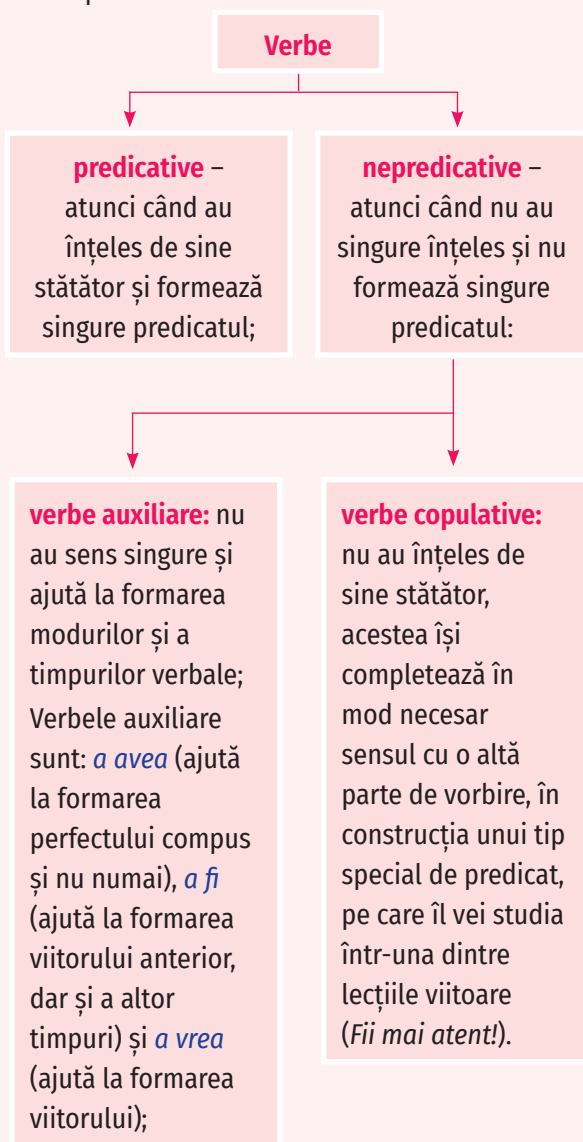 Verbe
predicative –
atunci când au
înțeles de sine
stătător și formează
singure predicatul;
nepredicative –
atunci când nu au
singure înțeles și nu
formează singure
predicatul:
verbe auxiliare: nu
au sens singure și
ajută la formarea
modurilor și a
timpurilor verbale;
Verbele auxiliare
sunt: a avea (ajută
la formarea
perfectului compus
și nu numai), a fi
(ajută la formarea
viitorului anterior,
dar și a altor
timpuri) și a vrea
(ajută la formarea
viitorului);
verbe copulative:
nu au înțeles de
sine stătător,
acestea își
completează în
mod necesar
sensul cu o altă
parte de vorbire, în
construcția unui tip
special de predicat,
pe care îl vei studia
într-una dintre
lecțiile viitoare
(Fii mai atent!).